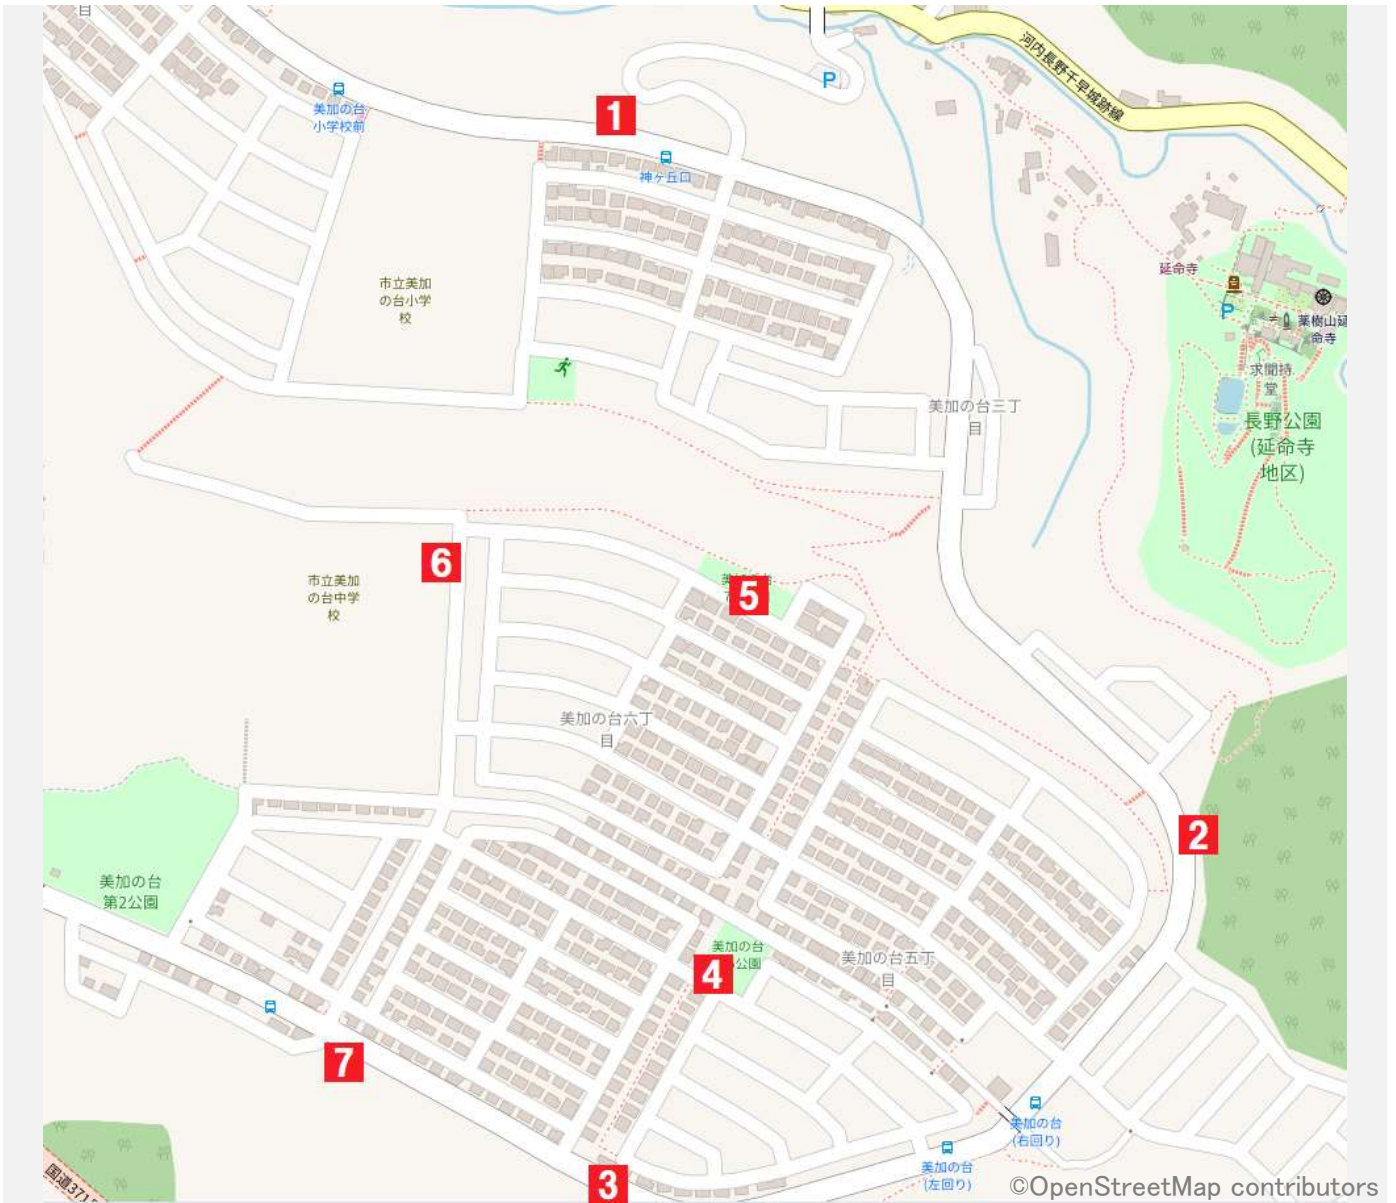 目
河内長野千早城跡線
P
1
美加の台
小学校前
神ヶ丘口
延命寺
P
市立美加
の台小学
校
薬樹山延
命寺
求聞持
堂
美加の台三丁
目
長野公園
(延命寺
地区)
6
5
市立美加
の台中学
校
美加の台六丁
目
2
美加の台
第2公園
美加の台
公園
4
美加の台五丁
目
7
美加の台
(右回り)
美加の台
(左回り)
3
国道371
©OpenStreetMap contributors